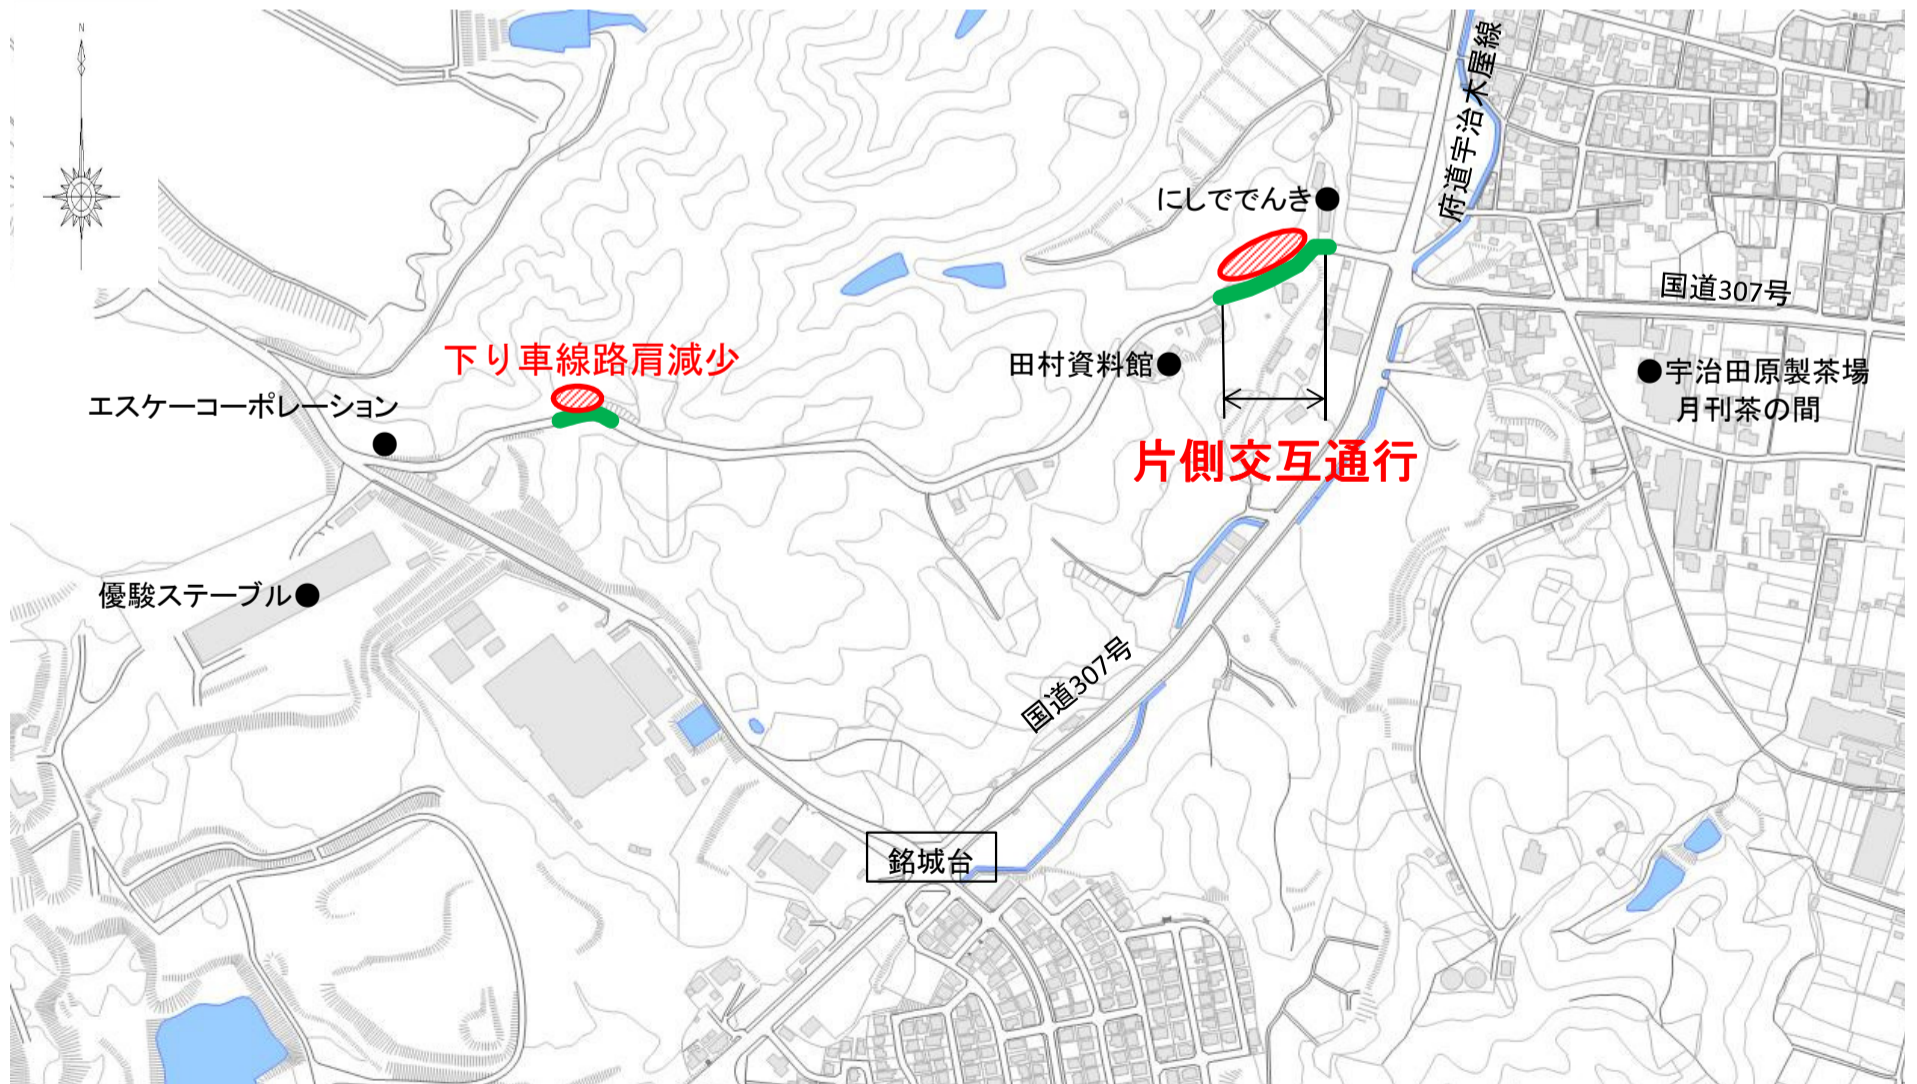 N
府道宇治木屋線
にしででんき
国道307号
下り車線路肩減少
田村資料館
宇治田原製茶場
月刊茶の間
エスケーコーポレーション
片側交互通行
優駿ステーブル
国道307号
銘城台